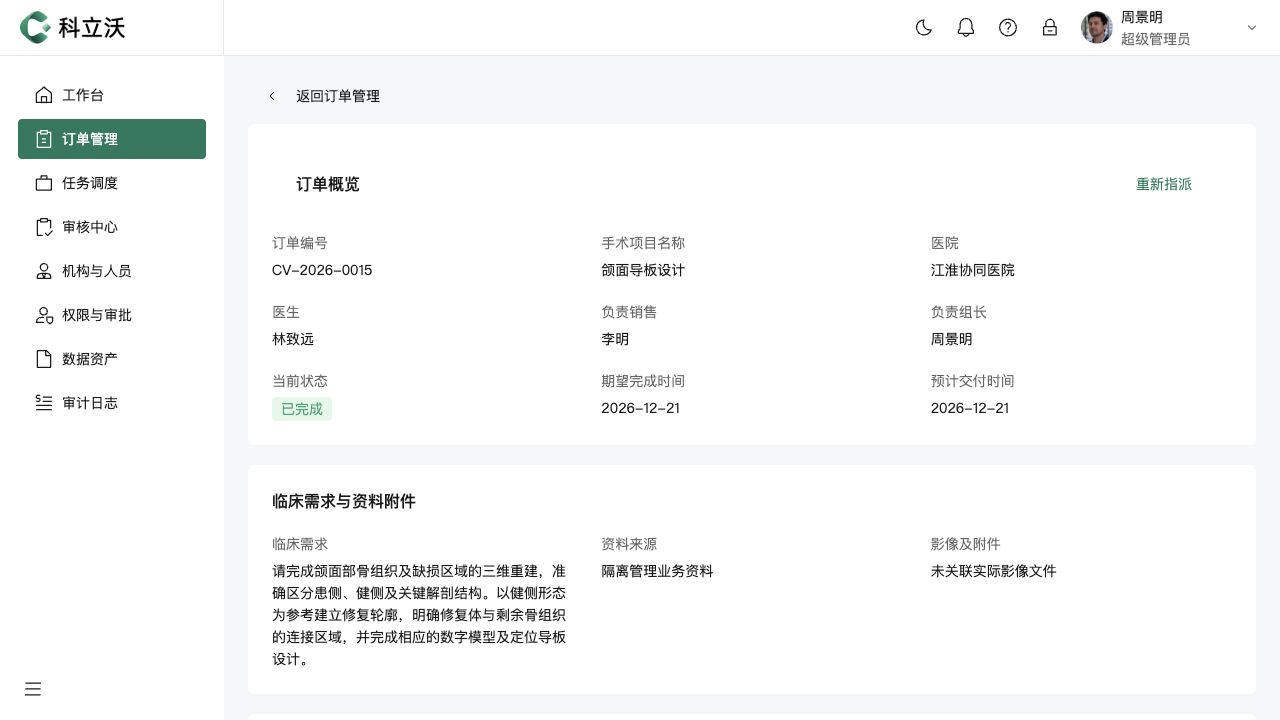 科立沃
周景明
超级管理员
工作台
订单管理
任务调度
审核中心
机构与人员
权限与审批
数据资产
审计日志
返回订单管理
订单概览
重新指派
订单编号
CV-2026-0015
手术项目名称
颌面导板设计
医院
江淮协同医院
医生
林致远
负责销售
李明
负责组长
周景明
当前状态
已完成
期望完成时间
2026-12-21
预计交付时间
2026-12-21
临床需求与资料附件
临床需求
请完成颌面部骨组织及缺损区域的三维重建，准
确区分患侧、健侧及关键解剖结构。以健侧形态
为参考建立修复轮廓，明确修复体与剩余骨组织
的连接区域，并完成相应的数字模型及定位导板
设计。
资料来源
隔离管理业务资料
影像及附件
未关联实际影像文件